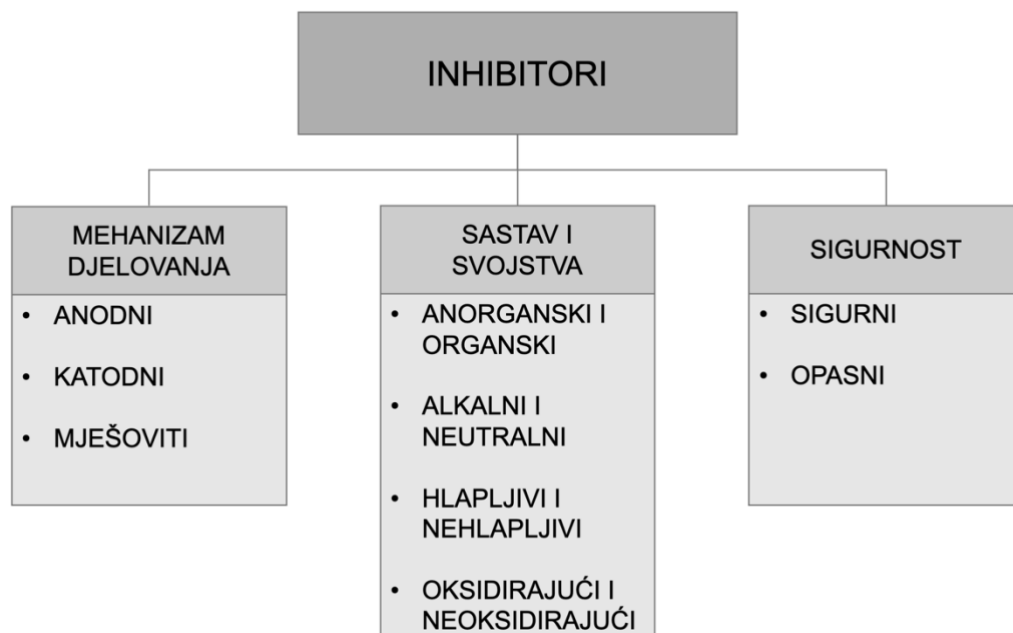 INHIBITORI
MEHANIZAM
DJELOVANJA
• ANODNI
• KATODNI
• MJEŠOVITI
SASTAV I
SVOJSTVA
• ANORGANSKI I
ORGANSKI
• ALKALNI I
NEUTRALNI
• HLAPLJIVI I
NEHLAPLJIVI
• OKSIDIRAJUĆI I
NEOKSIDIRAJUĆI
SIGURNOST
• SIGURNI
• OPASNI